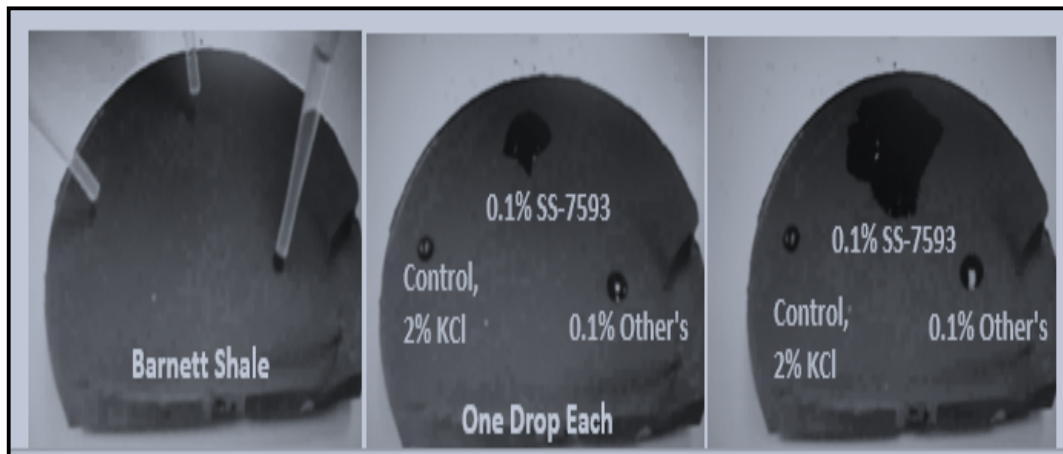 Barnett Shale
0.1% SS-7593
Control,
2% KCl
0.1% Other's
One Drop Each
0.1% SS-7593
Control,
2% KCl
0.1% Other's